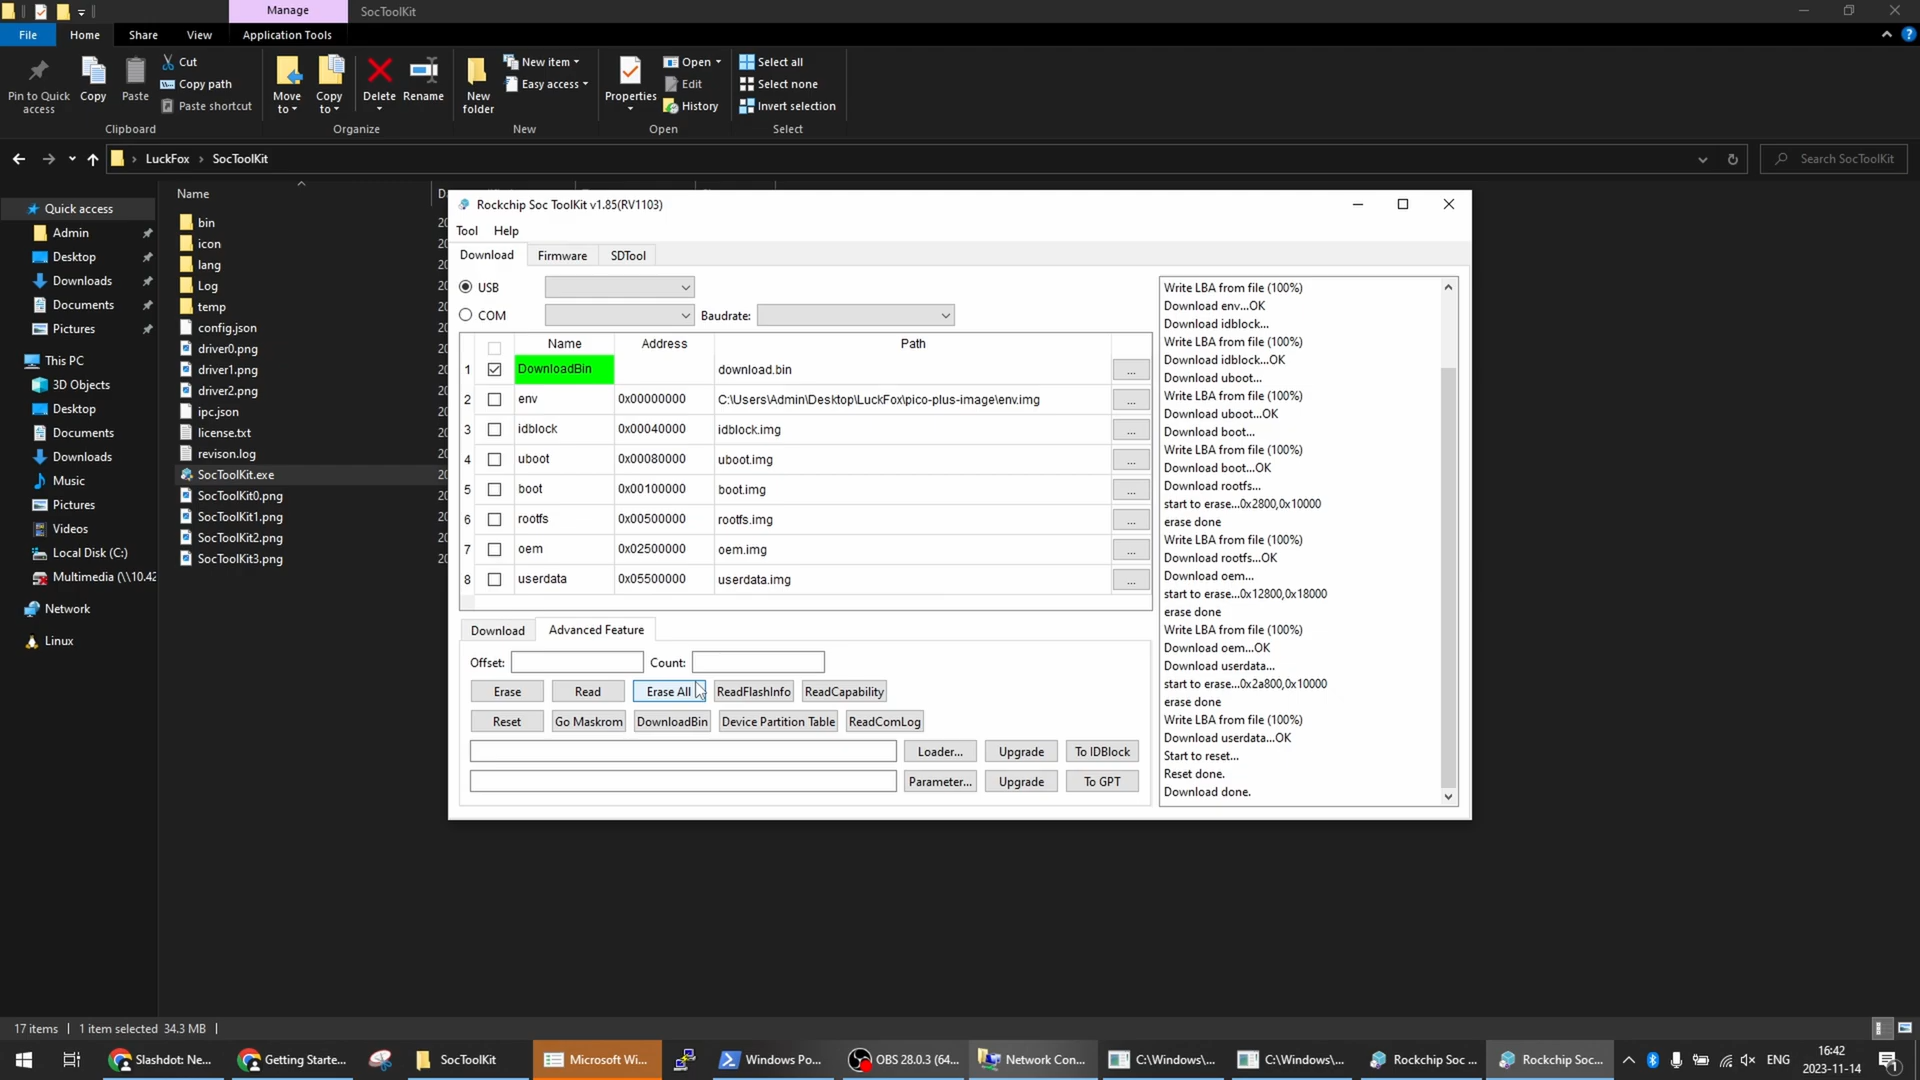 Manage
SocToolKit
File
Home
Share
View
Application Tools
Pin to Quick access
Copy
Paste
Cut
Copy path
Paste shortcut
Clipboard
Move to
Copy to
Delete
Rename
Organize
New folder
New item
Easy access
New
Properties
Open
Edit
History
Open
Select all
Select none
Invert selection
Select
LuckFox > SocToolKit
Search SocToolKit
Quick access
Admin
Desktop
Downloads
Documents
Pictures
This PC
3D Objects
Desktop
Documents
Downloads
Music
Pictures
Videos
Local Disk (C:)
Multimedia (\\10.42
Network
Linux
Name
bin
icon
lang
Log
temp
config.json
driver0.png
driver1.png
driver2.png
ipc.json
license.txt
revison.log
SocToolKit.exe
SocToolKit0.png
SocToolKit1.png
SocToolKit2.png
SocToolKit3.png
Rockchip Soc ToolKit v1.85(RV1103)
Tool Help
Download Firmware SDTool
USB
COM Baudrate:
Name Address Path
1 DownloadBin download.bin ...
2 env 0x00000000 C:\Users\Admin\Desktop\LuckFox\pico-plus-image\env.img ...
3 idblock 0x00040000 idblock.img ...
4 uboot 0x00080000 uboot.img ...
5 boot 0x00100000 boot.img ...
6 rootfs 0x00500000 rootfs.img ...
7 oem 0x02500000 oem.img ...
8 userdata 0x05500000 userdata.img ...
Download Advanced Feature
Offset: Count:
Erase Read Erase All ReadFlashInfo ReadCapability
Reset Go Maskrom DownloadBin Device Partition Table ReadComLog
Loader... Upgrade To IDBlock
Parameter... Upgrade To GPT
Write LBA from file (100%)
Download env...OK
Download idblock...
Write LBA from file (100%)
Download idblock...OK
Download uboot...
Write LBA from file (100%)
Download uboot...OK
Download boot...
Write LBA from file (100%)
Download boot...OK
Download rootfs...
start to erase...0x2800,0x10000
erase done
Write LBA from file (100%)
Download rootfs...OK
Download oem...
start to erase...0x12800,0x18000
erase done
Write LBA from file (100%)
Download oem...OK
Download userdata...
start to erase...0x2a800,0x10000
erase done
Write LBA from file (100%)
Download userdata...OK
Start to reset...
Reset done.
Download done.
17 items 1 item selected 34.3 MB
Slashdot: Ne...
Getting Starte...
SocToolKit
Microsoft Wi...
Windows Po...
OBS 28.0.3 (64...
Network Con...
C:\Windows\...
C:\Windows\...
Rockchip Soc ...
Rockchip Soc...
ENG
16:42
2023-11-14
1